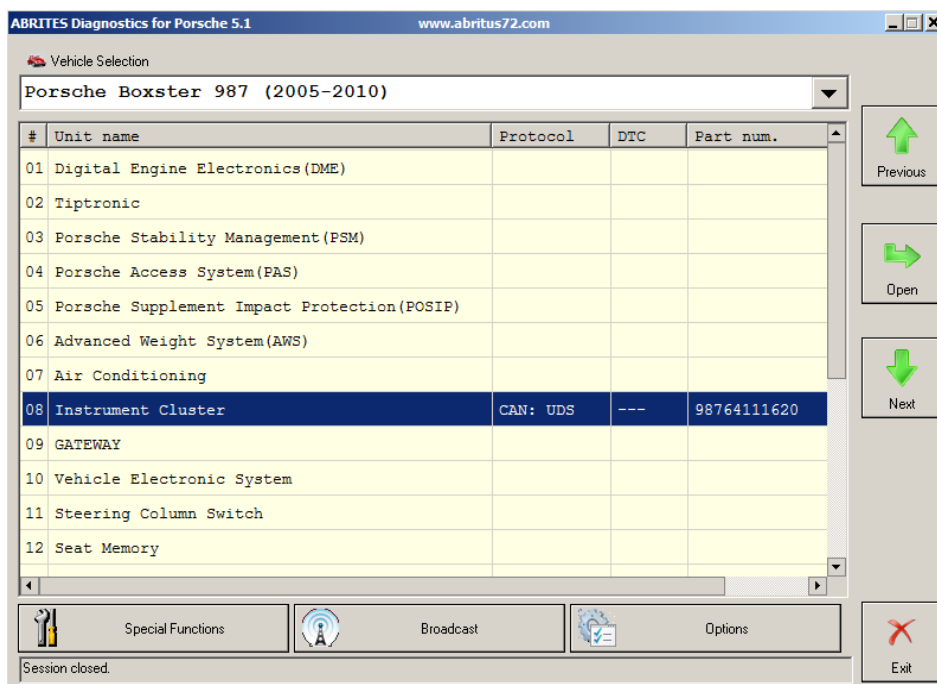 ABRITES Diagnostics for Porsche 5.1 www.abritus72.com
Vehicle Selection
Porsche Boxster 987 (2005-2010)
# Unit name Protocol DTC Part num.
01 Digital Engine Electronics(DME)
02 Tiptronic
03 Porsche Stability Management(PSM)
04 Porsche Access System(PAS)
05 Porsche Supplement Impact Protection(POSIP)
06 Advanced Weight System(AWS)
07 Air Conditioning
08 Instrument Cluster CAN: UDS --- 98764111620
09 GATEWAY
10 Vehicle Electronic System
11 Steering Column Switch
12 Seat Memory
Previous
Open
Next
Special Functions Broadcast Options
Exit
Session closed.